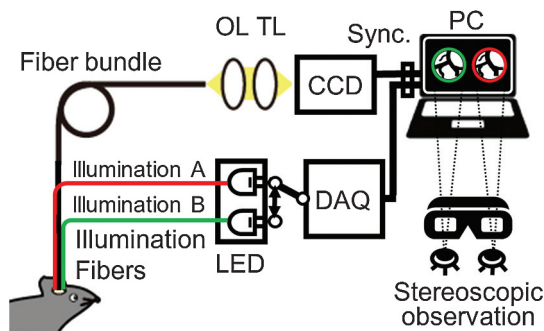 OL TL
Sync.
PC
Fiber bundle
CCD
Illumination A
Illumination B
Illumination
Fibers
LED
DAQ
Stereoscopic
observation